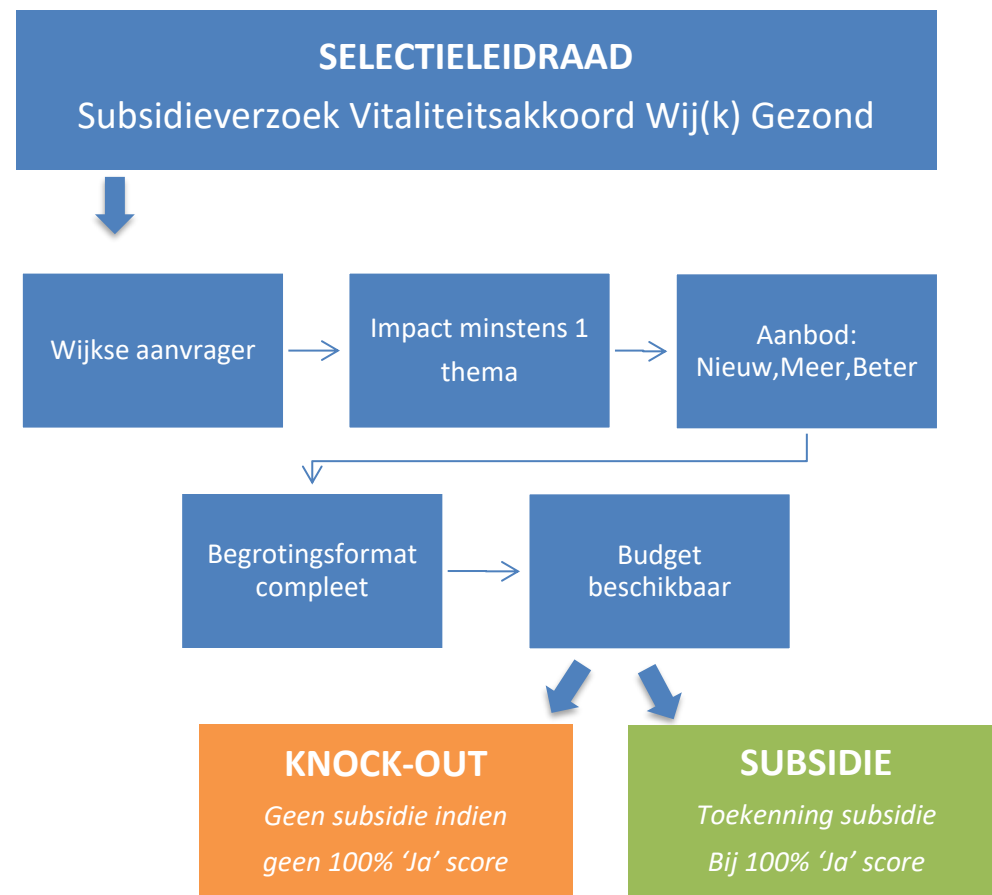 SELECTIELEIDRAAD
Subsidieverzoek Vitaliteitsakkoord Wij(k) Gezond
Wijkse aanvrager
Impact minstens 1
thema
Aanbod:
Nieuw,Meer,Beter
Begrotingsformat
compleet
Budget
beschikbaar
KNOCK-OUT
Geen subsidie indien
geen 100% ‘Ja’ score
SUBSIDIE
Toekenning subsidie
Bij 100% ‘Ja’ score